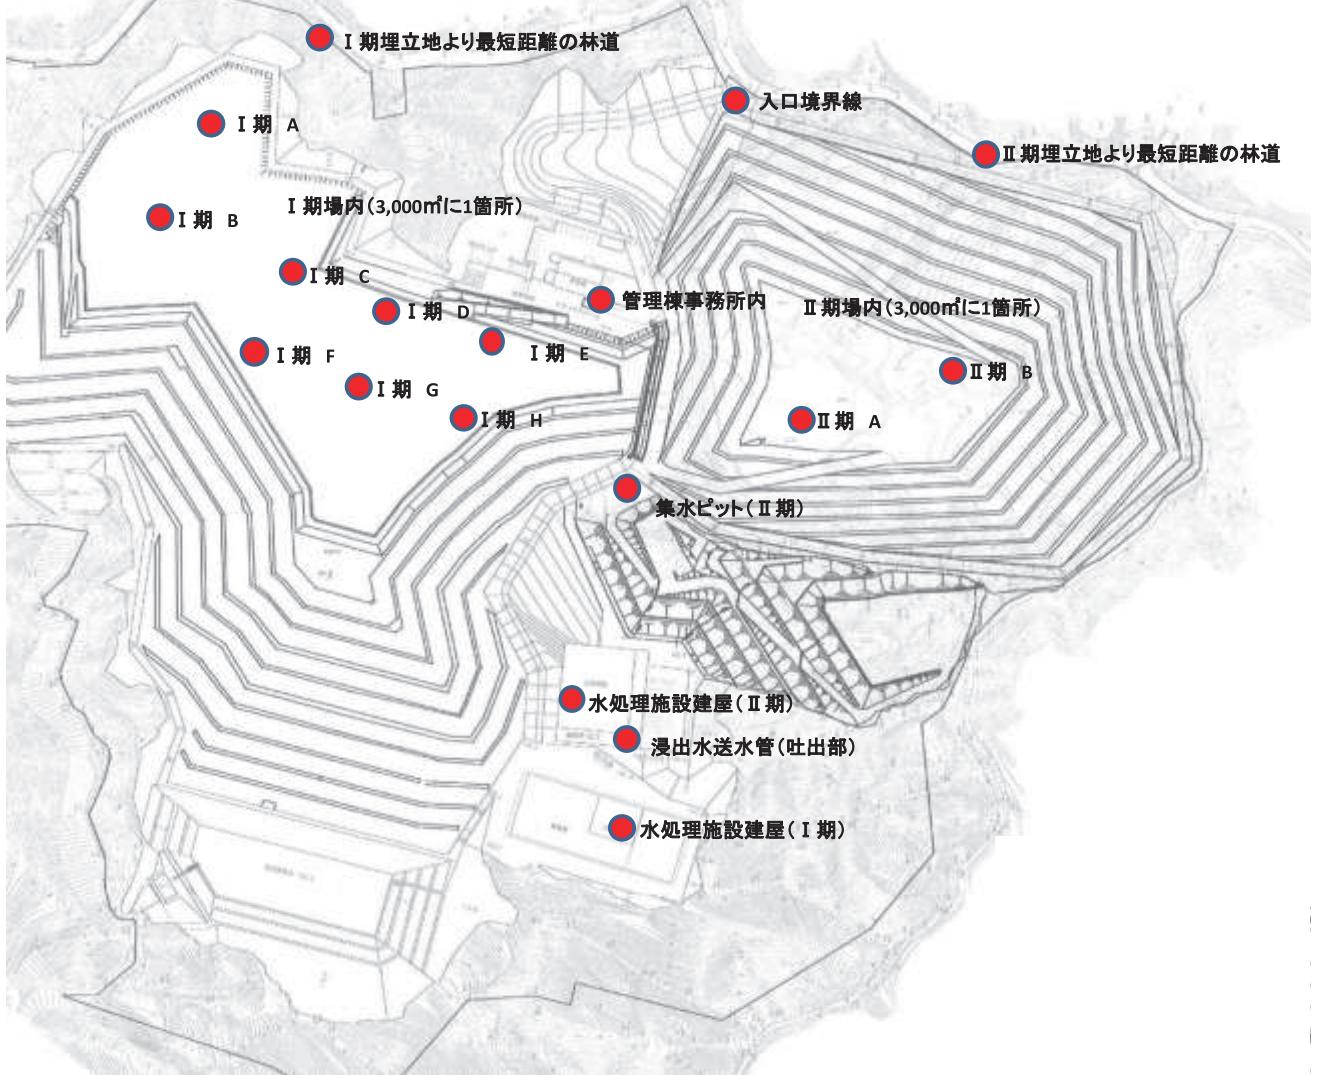 Ⅰ期埋立地より最短距離の林道
入口境界線
Ⅰ期 A
Ⅱ期埋立地より最短距離の林道
Ⅰ期場内(3,000㎡に1箇所)
Ⅰ期 B
Ⅰ期 C
管理棟事務所内
Ⅱ期場内(3,000㎡に1箇所)
Ⅰ期 D
Ⅰ期 E
Ⅰ期 F
Ⅱ期 B
Ⅰ期 G
Ⅰ期 H
Ⅱ期 A
集水ピット(Ⅱ期)
水処理施設建屋(Ⅱ期)
浸出水送水管(吐出部)
水処理施設建屋(Ⅰ期)